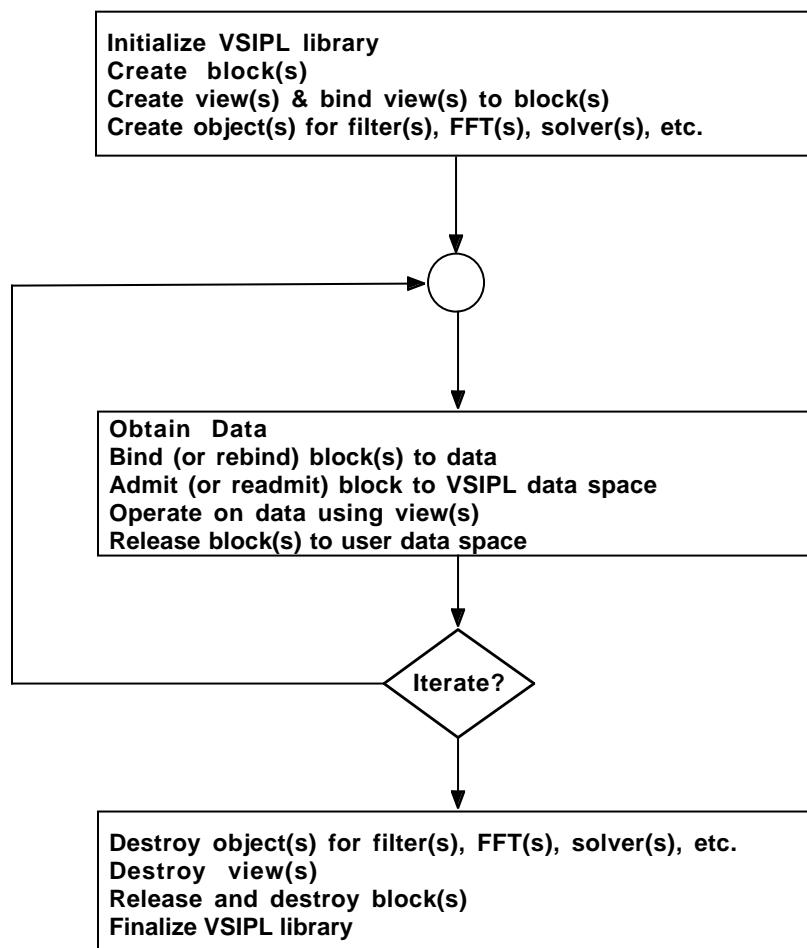 Initialize VSIPL library
Create block(s)
Create view(s) & bind view(s) to block(s)
Create object(s) for filter(s), FFT(s), solver(s), etc.
Obtain Data
Bind (or rebind) block(s) to data
Admit (or readmit) block to VSIPL data space
Operate on data using view(s)
Release block(s) to user data space
Iterate?
Destroy object(s) for filter(s), FFT(s), solver(s), etc.
Destroy view(s)
Release and destroy block(s)
Finalize VSIPL library